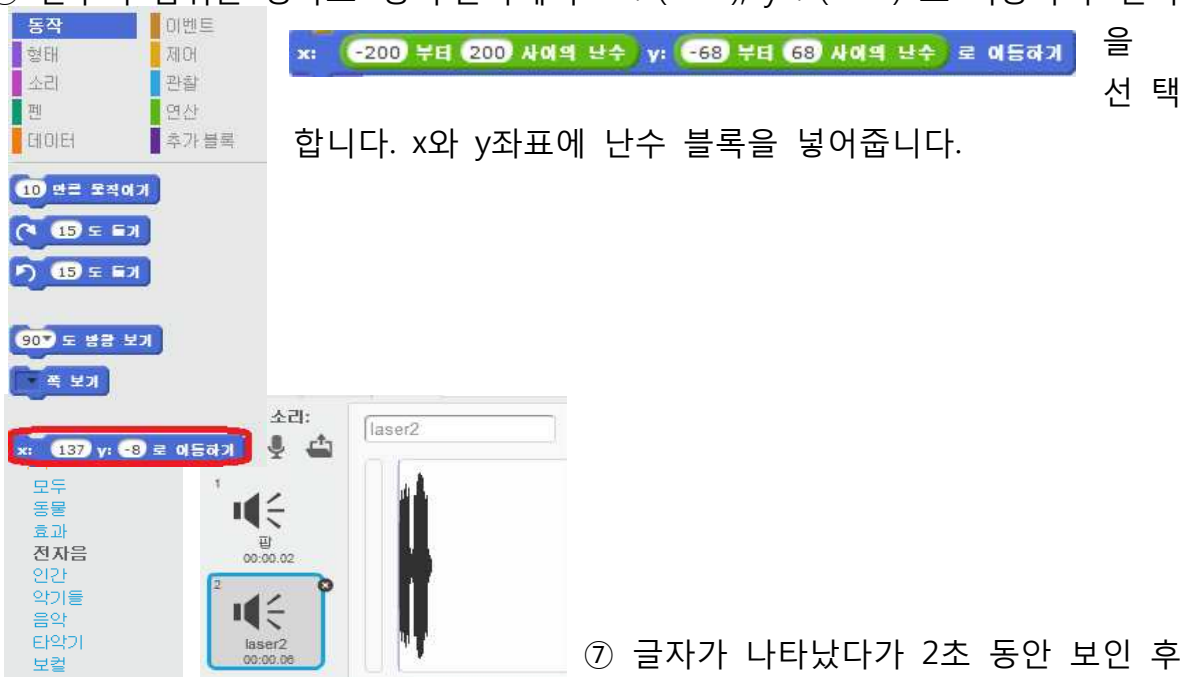 동작 이벤트
형태 제어
소리 관찰
펜 연산
데이터 추가 블록
x: -200 부터 200 사이의 난수 y: -68 부터 68 사이의 난수 로 이동하기
을
선 택
합니다. x와 y좌표에 난수 블록을 넣어줍니다.
10 만큼 움직이기
15 도 돌기
15 도 돌기
90 도 방향 보기
쪽 보기
x: 137 y: -8 로 이동하기
모두
동물
효과
전자음
인간
악기들
음악
타악기
보컬
소리:
laser2
1
팝
00:00.02
2
laser2
00:00.06
⑦ 글자가 나타났다가 2초 동안 보인 후